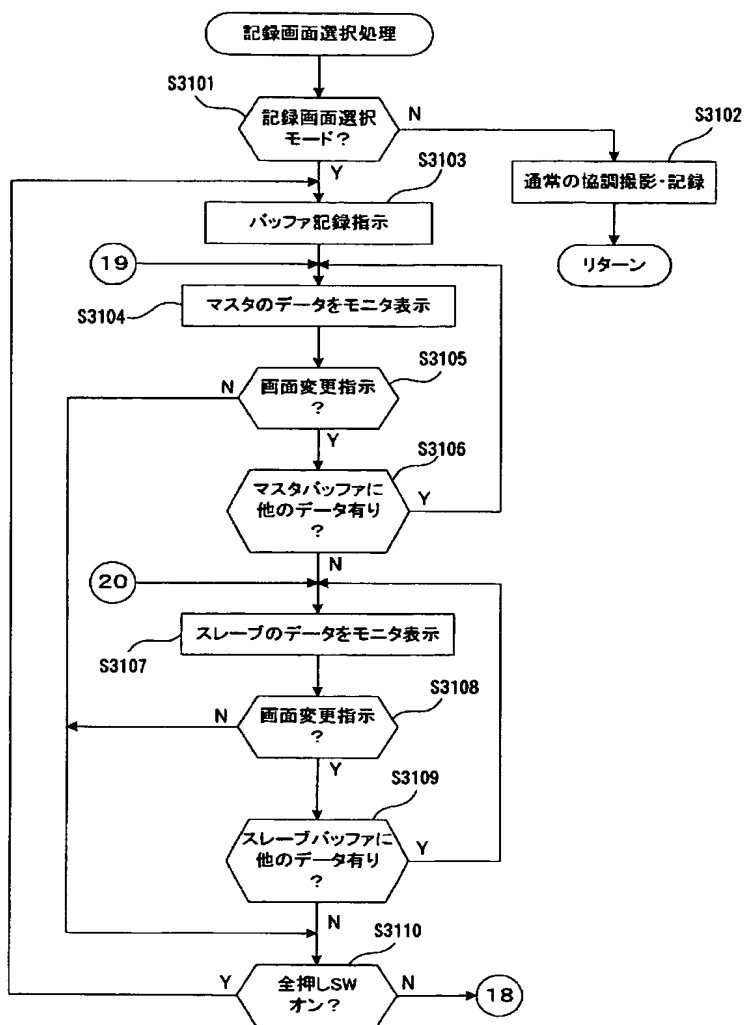 記録画面選択処理
S3101
記録画面選択
モード?
N
S3102
通常の協調撮影・記録
リターン
Y
S3103
バッファ記録指示
19
S3104
マスタのデータをモニタ表示
S3105
N
画面変更指示
?
Y
S3106
マスタバッファに
他のデータ有り
?
Y
N
20
スレーブのデータをモニタ表示
S3107
S3108
N
画面変更指示
?
Y
S3109
スレーブバッファに
他のデータ有り
?
Y
N
S3110
Y
全押しSW
オン?
N
18